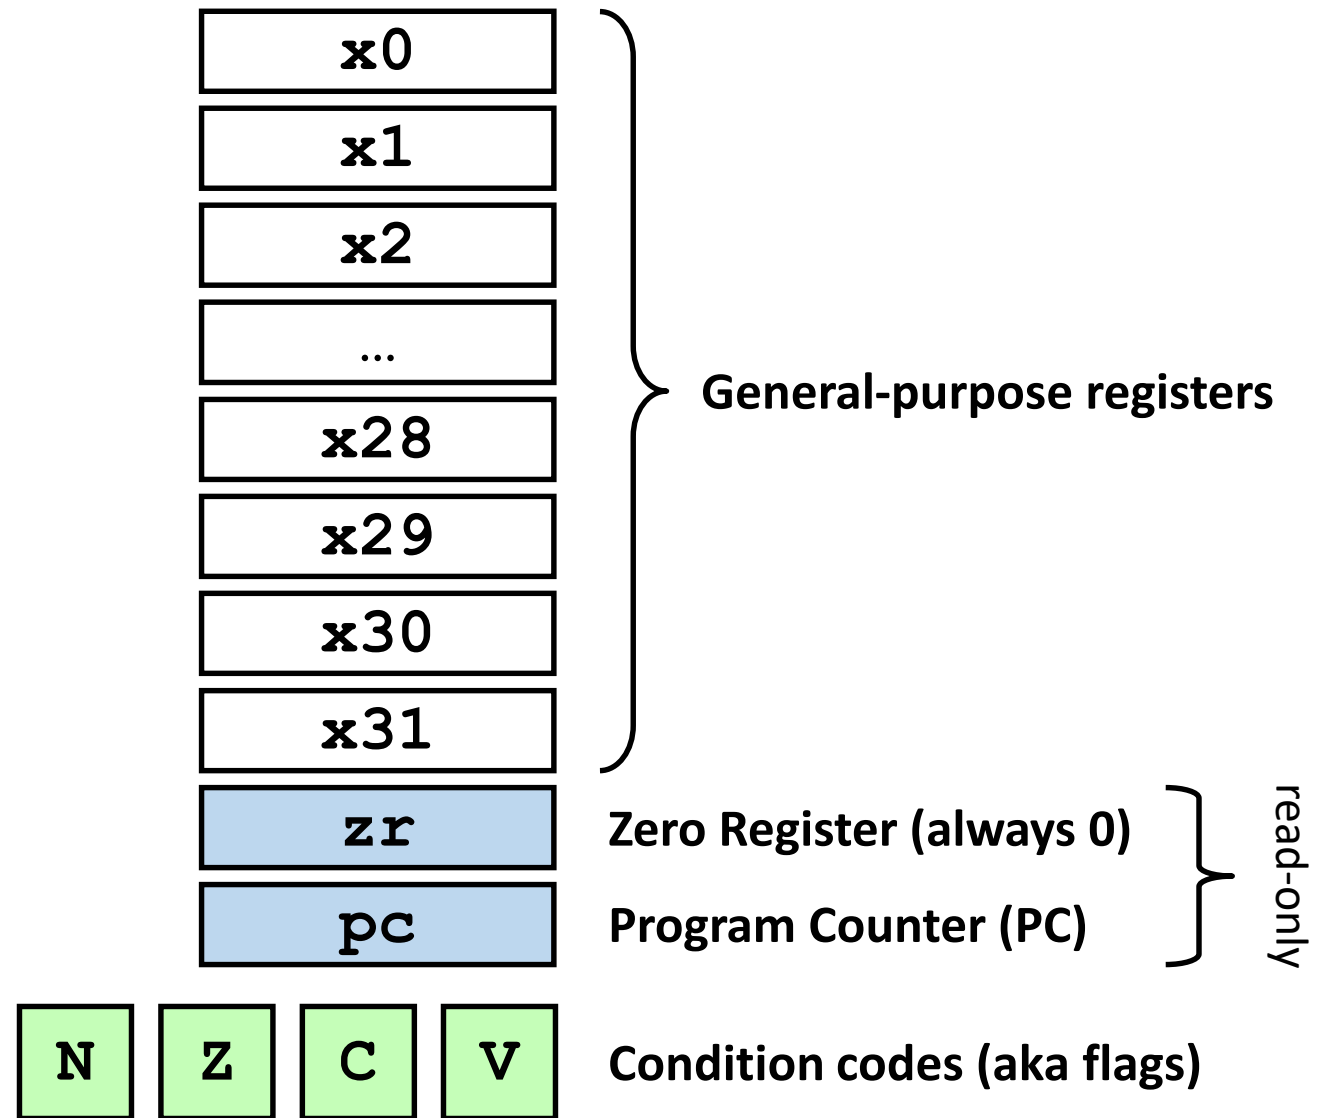 x0
x1
x2
...
x28
x29
x30
x31
General-purpose registers
zr
Zero Register (always 0)
pc
Program Counter (PC)
read-only
N Z C V
Condition codes (aka flags)